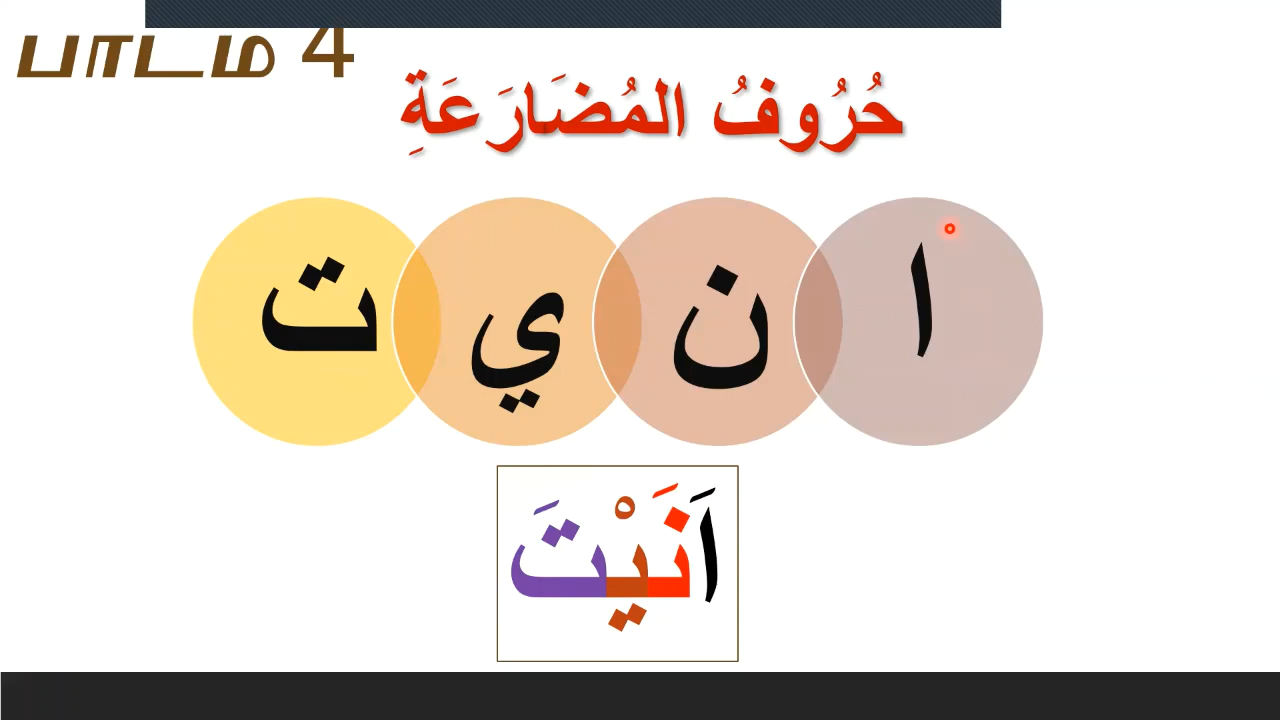 பாடம் 4
حُرُوفُ المُضَارَعَةِ
ا ن ي ت
اَنَيْتَ